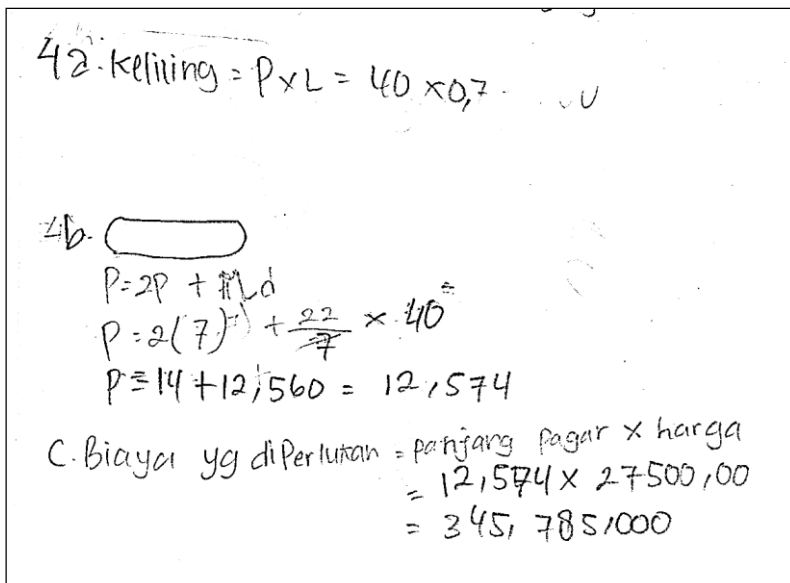 4a. keliling = P x L = 40 x 0,7
4b.
P = 2P + πd
P = 2(7) + 22/7 x 40 =
P = 14 + 12,560 = 12,574
C. Biaya yg diPerlukan = panjang pagar x harga
= 12,574 x 27500,00
= 345,785,000